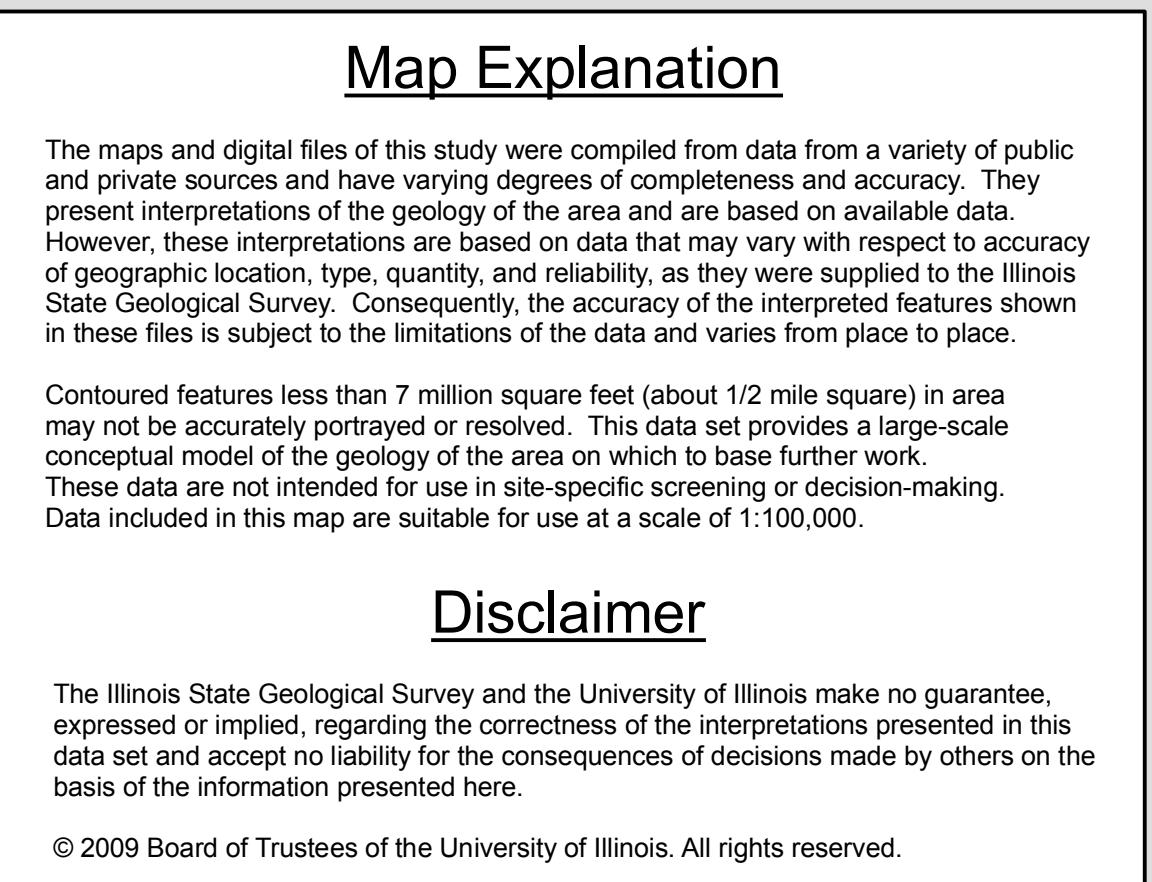 Map Explanation
The maps and digital files of this study were compiled from data from a variety of public
and private sources and have varying degrees of completeness and accuracy.  They
present interpretations of the geology of the area and are based on available data.
However, these interpretations are based on data that may vary with respect to accuracy
of geographic location, type, quantity, and reliability, as they were supplied to the Illinois
State Geological Survey.  Consequently, the accuracy of the interpreted features shown
in these files is subject to the limitations of the data and varies from place to place.
Contoured features less than 7 million square feet (about 1/2 mile square) in area
may not be accurately portrayed or resolved.  This data set provides a large-scale
conceptual model of the geology of the area on which to base further work.
These data are not intended for use in site-specific screening or decision-making.
Data included in this map are suitable for use at a scale of 1:100,000.
Disclaimer
The Illinois State Geological Survey and the University of Illinois make no guarantee,
expressed or implied, regarding the correctness of the interpretations presented in this
data set and accept no liability for the consequences of decisions made by others on the
basis of the information presented here.
© 2009 Board of Trustees of the University of Illinois. All rights reserved.